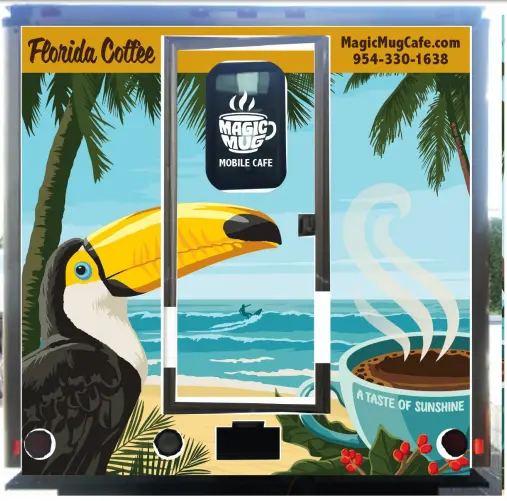 Florida Coffee
MagicMugCafe.com
954-330-1638
MAGIC
MUG
MOBILE CAFE
A TASTE OF SUNSHINE